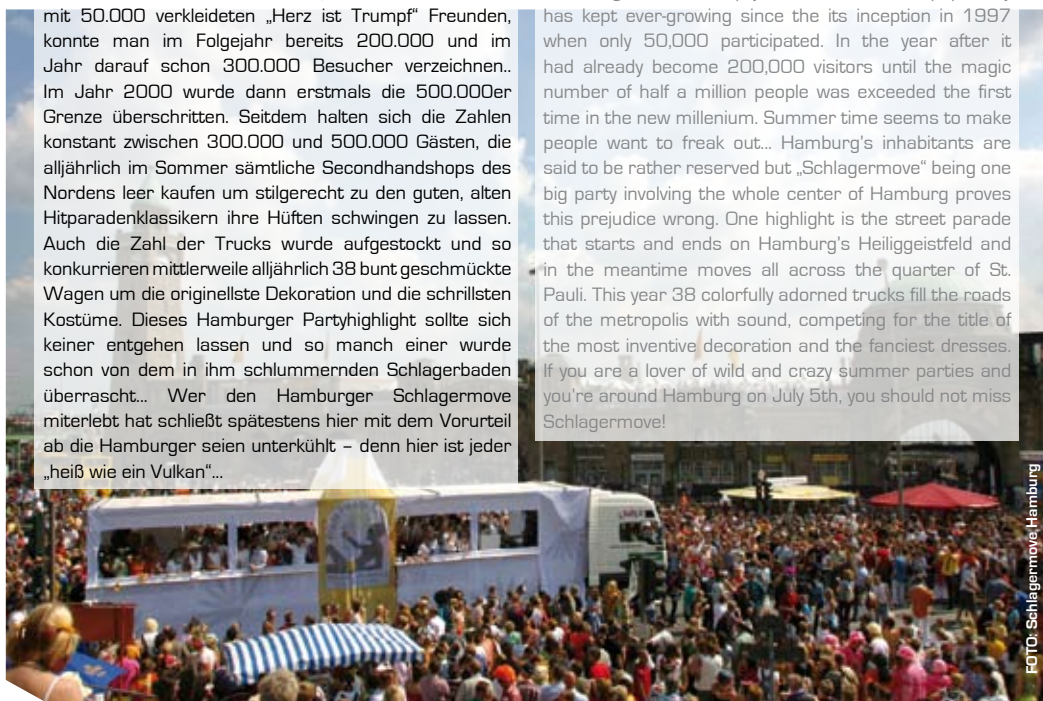 mit 50.000 verkleideten „Herz ist Trumpf“ Freunden,
konnte man im Folgejahr bereits 200.000 und im
Jahr darauf schon 300.000 Besucher verzeichnen..
Im Jahr 2000 wurde dann erstmals die 500.000er
Grenze überschritten. Seitdem halten sich die Zahlen
konstant zwischen 300.000 und 500.000 Gästen, die
alljährlich im Sommer sämtliche Secondhandshops des
Nordens leer kaufen um stilgerecht zu den guten, alten
Hitparadenklassikern ihre Hüften schwingen zu lassen.
Auch die Zahl der Trucks wurde aufgestockt und so
konkurrieren mittlerweile alljährlich 38 bunt geschmückte
Wagen um die originellste Dekoration und die schrillsten
Kostüme. Dieses Hamburger Partyhighlight sollte sich
keiner entgehen lassen und so manch einer wurde
schon von dem in ihm schlummernden Schlagerbaden
überrascht... Wer den Hamburger Schlagermove
miterlebt hat schließt spätestens hier mit dem Vorurteil
ab die Hamburger seien unterkühlt – denn hier ist jeder
„heiß wie ein Vulkan“...
has kept ever-growing since the its inception in 1997
when only 50,000 participated. In the year after it
had already become 200,000 visitors until the magic
number of half a million people was exceeded the first
time in the new millenium. Summer time seems to make
people want to freak out... Hamburg's inhabitants are
said to be rather reserved but „Schlagermove“ being one
big party involving the whole center of Hamburg proves
this prejudice wrong. One highlight is the street parade
that starts and ends on Hamburg's Heiliggeistfeld and
in the meantime moves all across the quarter of St.
Pauli. This year 38 colorfully adorned trucks fill the roads
of the metropolis with sound, competing for the title of
the most inventive decoration and the fanciest dresses.
If you are a lover of wild and crazy summer parties and
you're around Hamburg on July 5th, you should not miss
Schlagermove!
FOTO: Schlagermove Hamburg